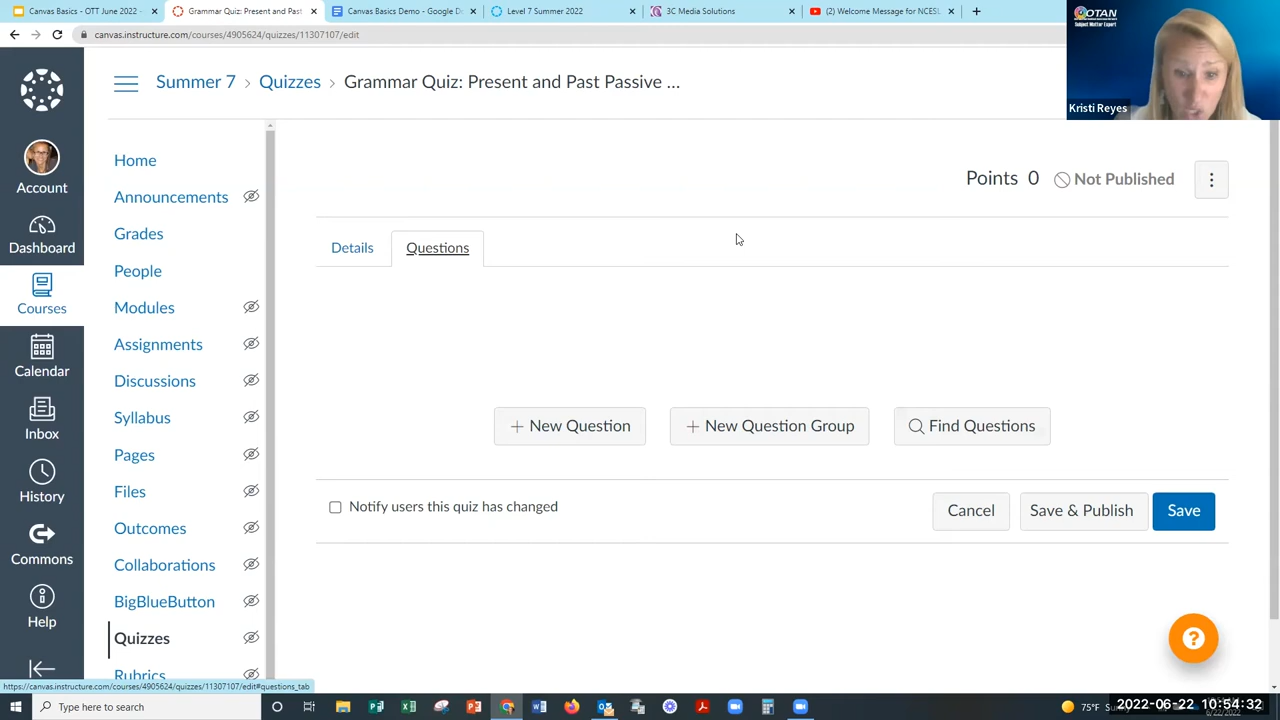 Canvas Basics - OTT June 2022
Grammar Quiz: Present and Past
Canvas Basics Demo - Google D
Level 7 Summer 2022
3C Media Solutions
(2) Welcome Message for NCESL
canvas.instructure.com/courses/4905624/quizzes/11307107/edit
OTAN
Subject Matter Expert
Kristi Reyes
Summer 7 > Quizzes > Grammar Quiz: Present and Past Passive ...
Account
Dashboard
Courses
Calendar
Inbox
History
Commons
Help
Home
Announcements
Grades
People
Modules
Assignments
Discussions
Syllabus
Pages
Files
Outcomes
Collaborations
BigBlueButton
Quizzes
Rubrics
Points 0 Not Published
Details Questions
+ New Question + New Question Group Find Questions
Notify users this quiz has changed
Cancel Save & Publish Save
?
https://canvas.instructure.com/courses/4905624/quizzes/11307107/edit#questions_tab
Type here to search
75°F
2022-06-22 10:54:32